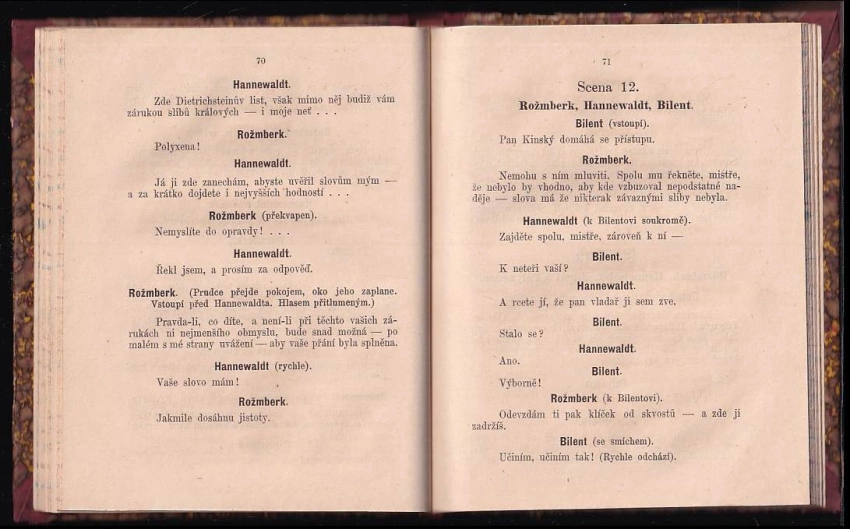 70
Hannewaldt.
Zde Dietrichsteinův list, však mimo něj budiž vám
zárukou slibů králových — i moje neť . . .
Rožmberk.
Polyxena!
Hannewaldt.
Já ji zde zanechám, abyste uvěřil slovům mým —
a za krátko dojdete i nejvyšších hodností . . .
Rožmberk (překvapen).
Nemyslíte do opravdy! . . .
Hannewaldt.
Řekl jsem, a prosím za odpověď.
Rožmberk. (Prudce přejde pokojem, oko jeho zaplane.
Vstoupí před Hannewaldta. Hlasem přitlumeným.)
Pravda-li, co díte, a není-li při těchto vašich zá-
rukách ni nejmenšího obmyslu, bude snad možná — po
malém s mé strany uvážení — aby vaše přání byla splněna.
Hannewaldt (rychle).
Vaše slovo mám!
Rožmberk.
Jakmile dosáhnu jistoty.
71
Scena 12.
Rožmberk, Hannewaldt, Bilent.
Bilent (vstoupí).
Pan Kinský domáhá se přístupu.
Rožmberk.
Nemohu s ním mluviti. Spolu mu řekněte, mistře,
že nebylo by vhodno, aby kde vzbuzoval nepodstatné na-
děje — slova má že nikterak závaznými sliby nebyla.
Hannewaldt (k Bilentovi soukromě).
Zajděte spolu, mistře, zároveň k ní —
Bilent.
K neteři vaší?
Hannewaldt.
A rcete jí, že pan vladař ji sem zve.
Bilent.
Stalo se?
Hannewaldt.
Ano.
Bilent.
Výborně!
Rožmberk (k Bilentovi).
Odevzdám ti pak klíček od skvostů — a zde ji
zadržíš.
Bilent (se smíchem).
Učiním, učiním tak! (Rychle odchází).